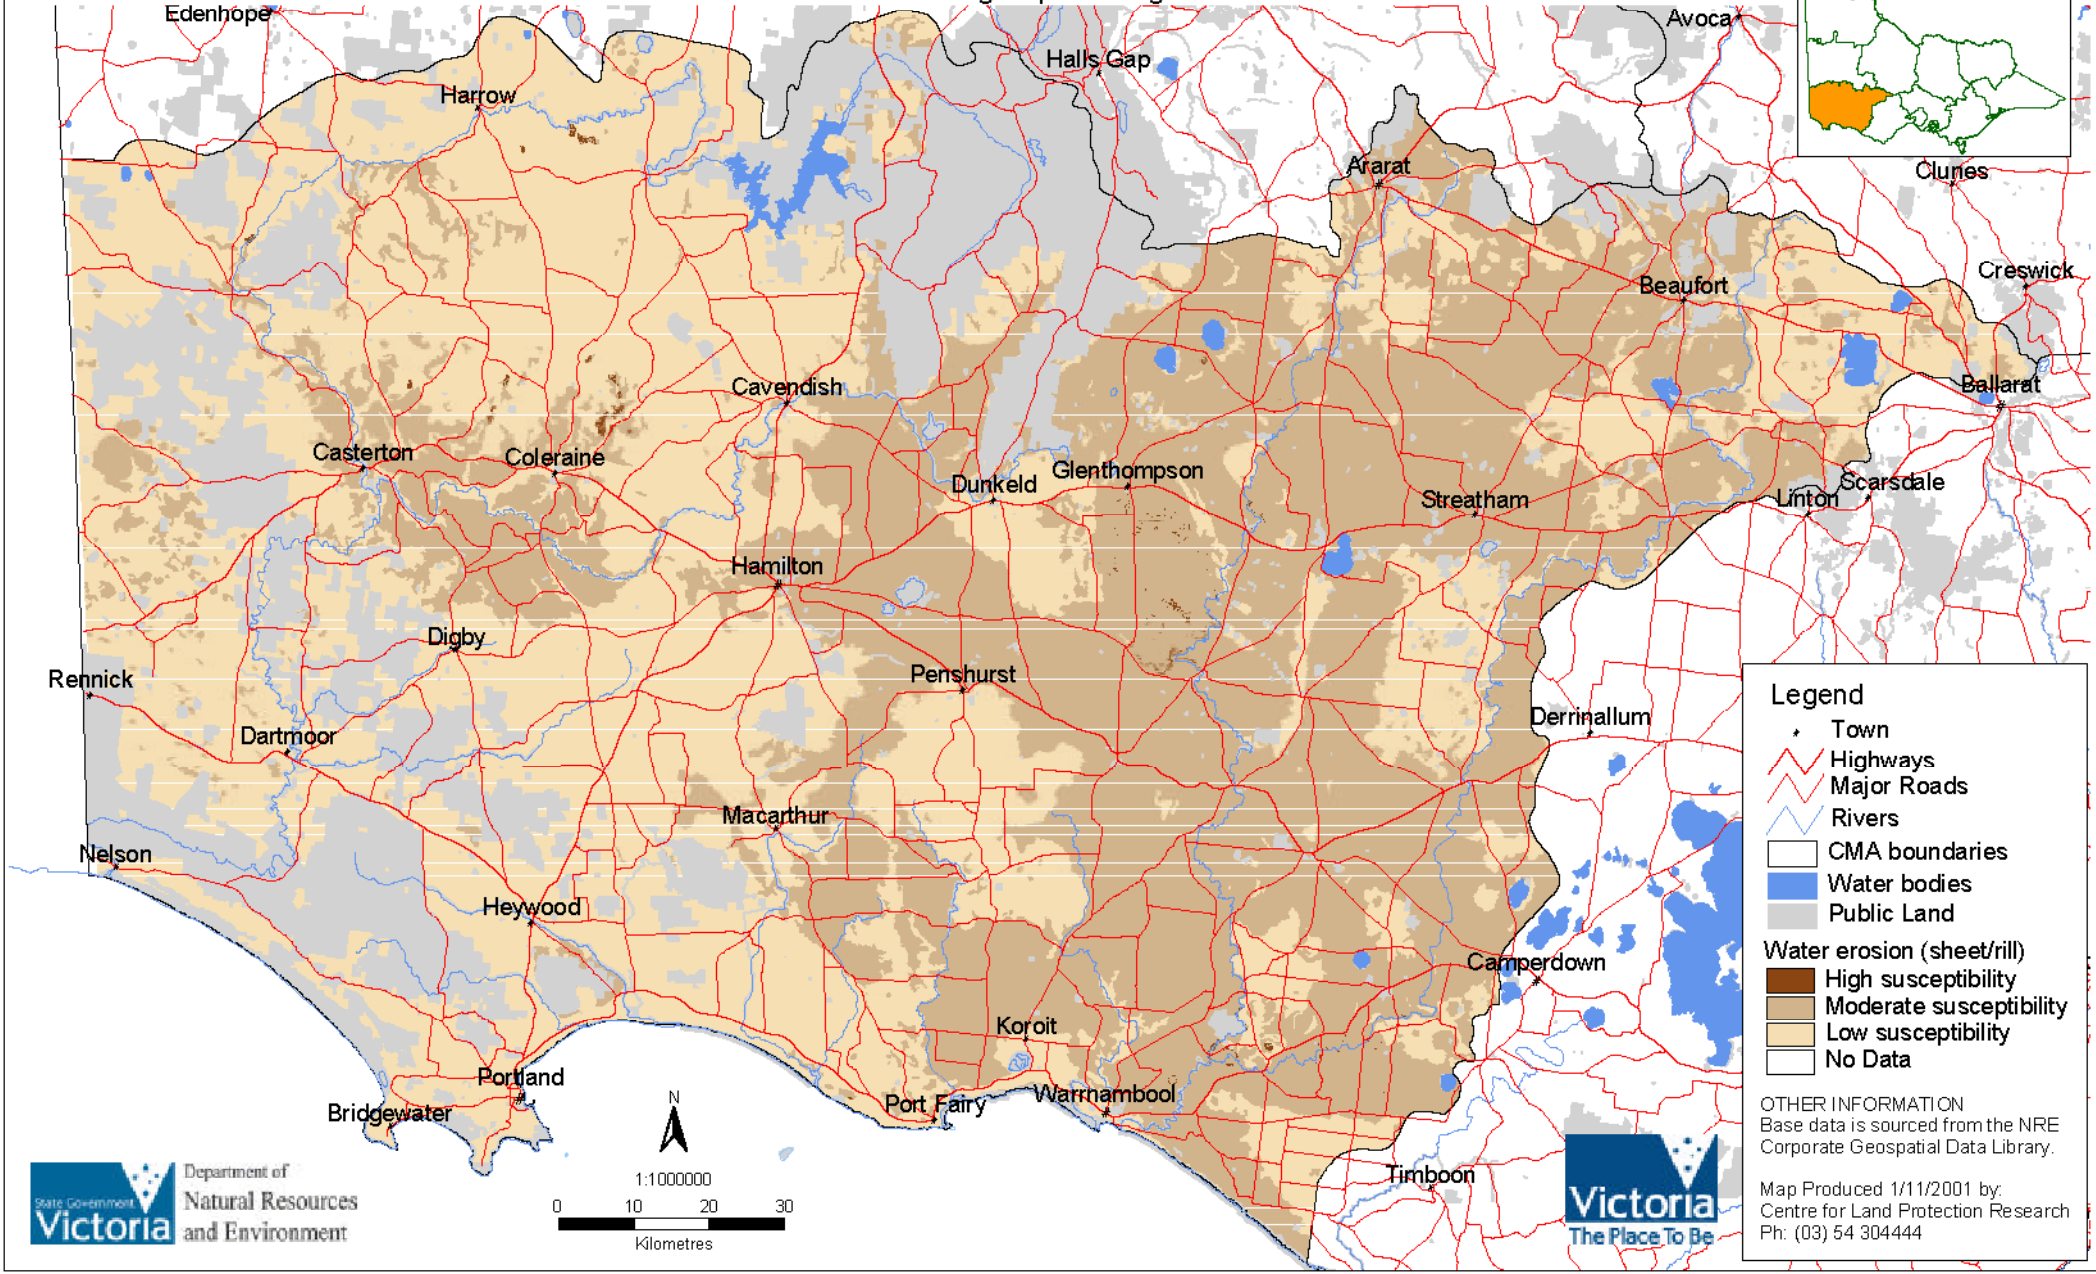 Edenhope
Avoca
Halls Gap
Harrow
Ararat
Clunes
Creswick
Beaufort
Cavendish
Ballarat
Casterton
Coleraine
Dunkeld
Glenthompson
Streatham
Linton
Scarsdale
Hamilton
Digby
Rennick
Penshurst
Dartmoor
Derrinallum
Macarthur
Nelson
Heywood
Camperdown
Koroit
Portland
Bridgewater
Port Fairy
Warrnambool
Timboon
Legend
Town
Highways
Major Roads
Rivers
CMA boundaries
Water bodies
Public Land
Water erosion (sheet/rill)
High susceptibility
Moderate susceptibility
Low susceptibility
No Data
OTHER INFORMATION
Base data is sourced from the NRE
Corporate Geospatial Data Library.
Map Produced 1/11/2001 by:
Centre for Land Protection Research
Ph: (03) 54 304444
State Government
Victoria
Department of
Natural Resources
and Environment
N
1:1000000
0 10 20 30
Kilometres
Victoria
The Place To Be